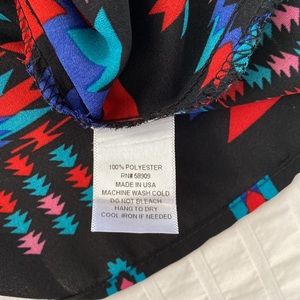 100% POLYESTER
RN# 58909
MADE IN USA
MACHINE WASH COLD
DO NOT BLEACH
HANG TO DRY
COOL IRON IF NEEDED